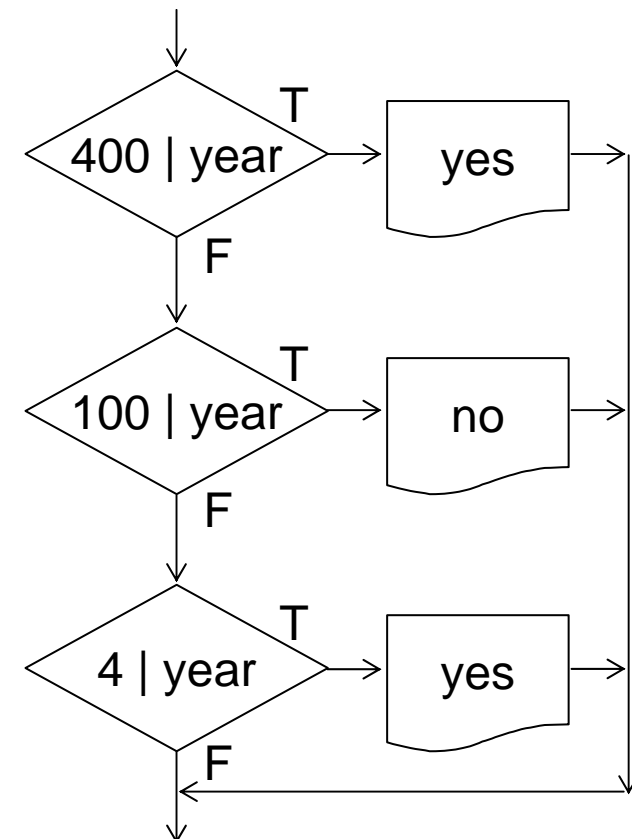 T
400 | year
yes
F
T
100 | year
no
F
T
4 | year
yes
F